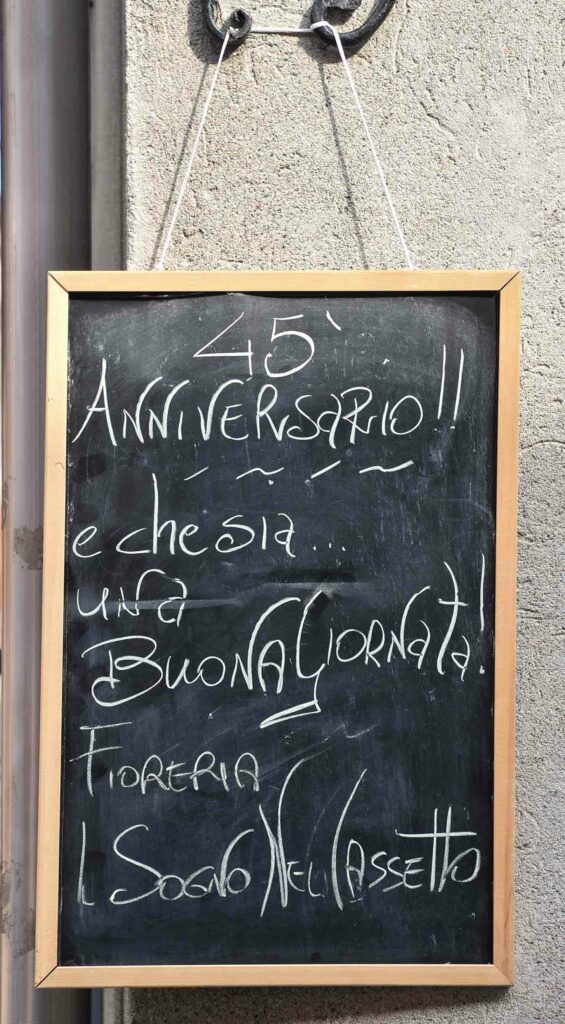 45°
ANNIVERSARIO!!
e che sia...
una
BUONA GIORNATA!
FIORERIA
IL SOGNO NEL CASSETTO